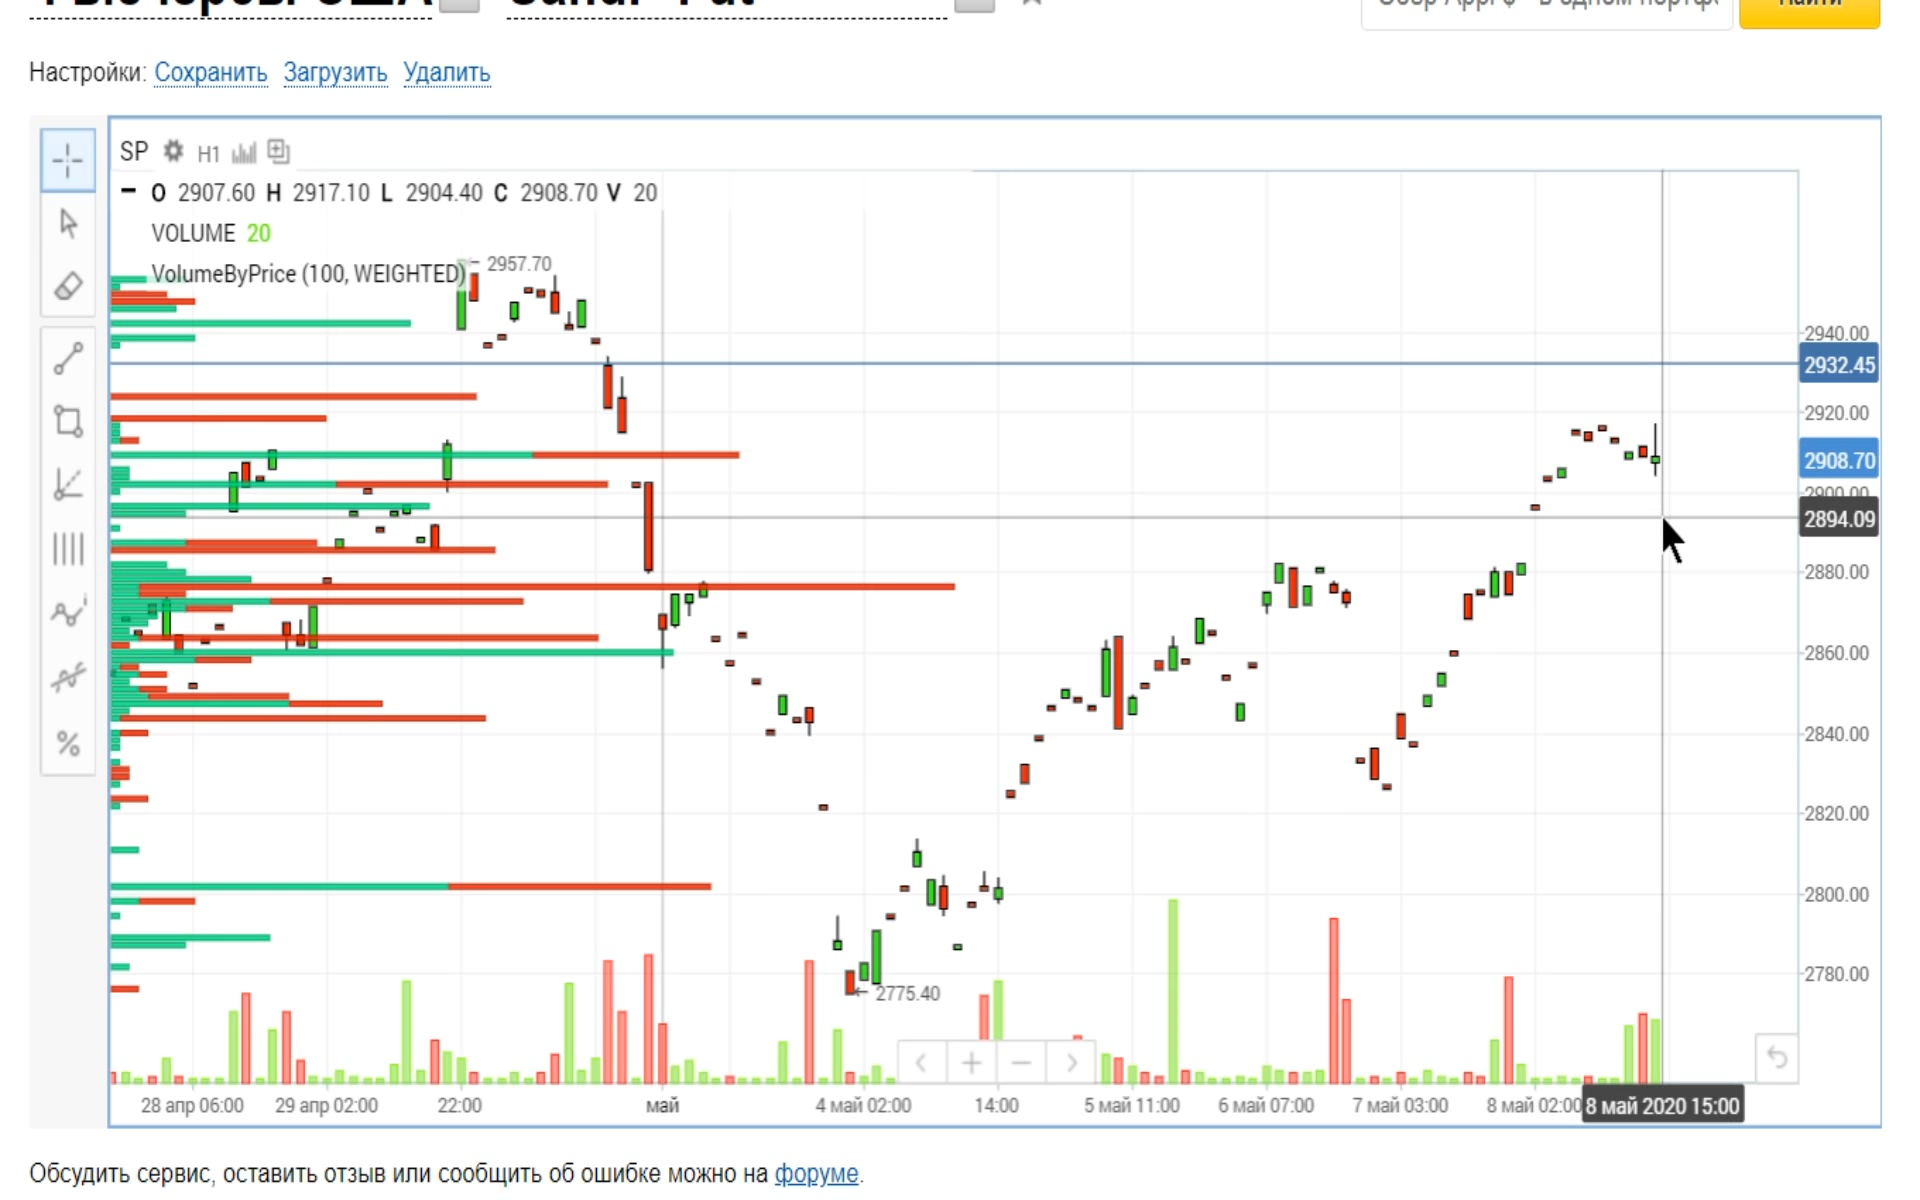 Настройки: Сохранить Загрузить Удалить
Найти
SP H1
O 2907.60 H 2917.10 L 2904.40 C 2908.70 V 20
VOLUME 20
VolumeByPrice (100, WEIGHTED)
2957.70
2940.00
2932.45
2920.00
2908.70
2900.00
2894.09
2880.00
2860.00
2840.00
2820.00
2800.00
2780.00
2775.40
28 апр 06:00 29 апр 02:00 22:00 май 4 май 02:00 14:00 5 май 11:00 6 май 07:00 7 май 03:00 8 май 02:00 8 май 2020 15:00
Обсудить сервис, оставить отзыв или сообщить об ошибке можно на форуме.